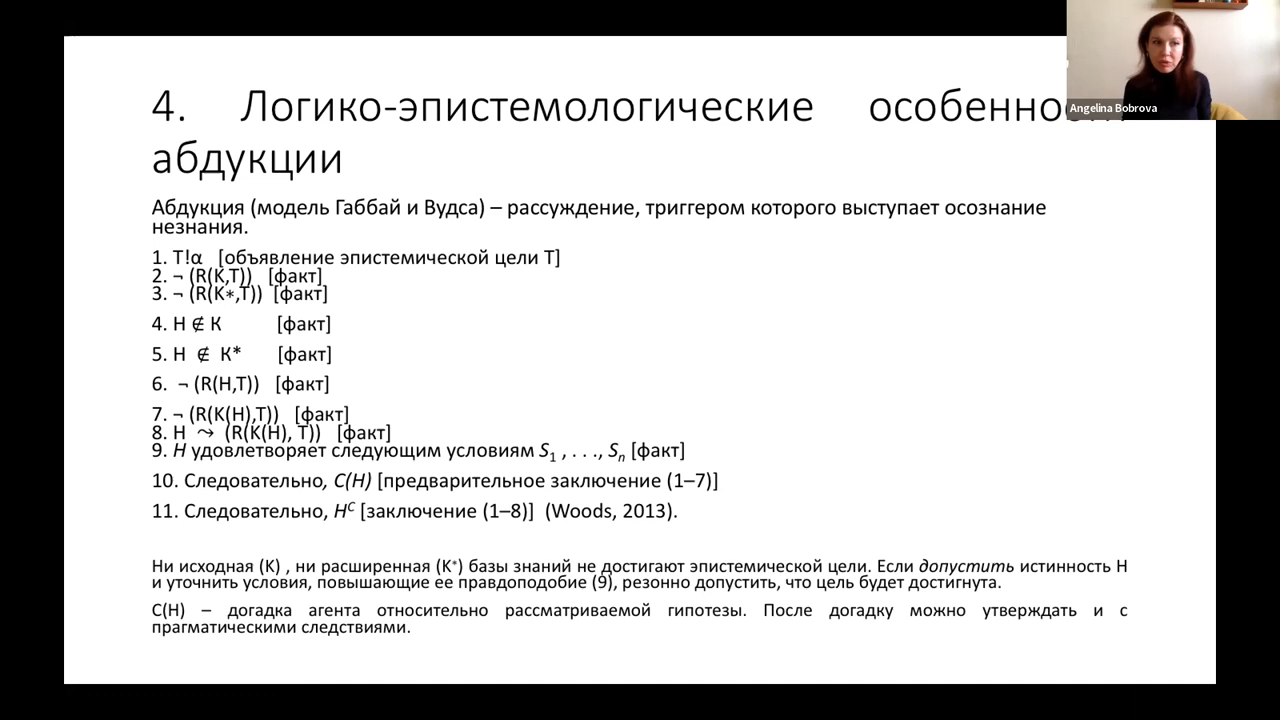 4. Логико-эпистемологические
абдукции
Angelina Bobrova
Абдукция (модель Габбай и Вудса) – рассуждение, триггером которого выступает осознание
незнания.
1. T!α [объявление эпистемической цели T]
2. ¬ (R(K,T)) [факт]
3. ¬ (R(K∗,T)) [факт]
4. H ∉ K [факт]
5. H ∉ K* [факт]
6. ¬ (R(H,T)) [факт]
7. ¬ (R(K(H),T)) [факт]
8. H ⤳ (R(K(H), T)) [факт]
9. H удовлетворяет следующим условиям S1 , . . ., Sn [факт]
10. Следовательно, C(H) [предварительное заключение (1–7)]
11. Следовательно, Hᶜ [заключение (1–8)] (Woods, 2013).
Ни исходная (K) , ни расширенная (K*) базы знаний не достигают эпистемической цели. Если допустить истинность H
и уточнить условия, повышающие ее правдоподобие (9), резонно допустить, что цель будет достигнута.
C(H) – догадка агента относительно рассматриваемой гипотезы. После догадку можно утверждать и с
прагматическими следствиями.